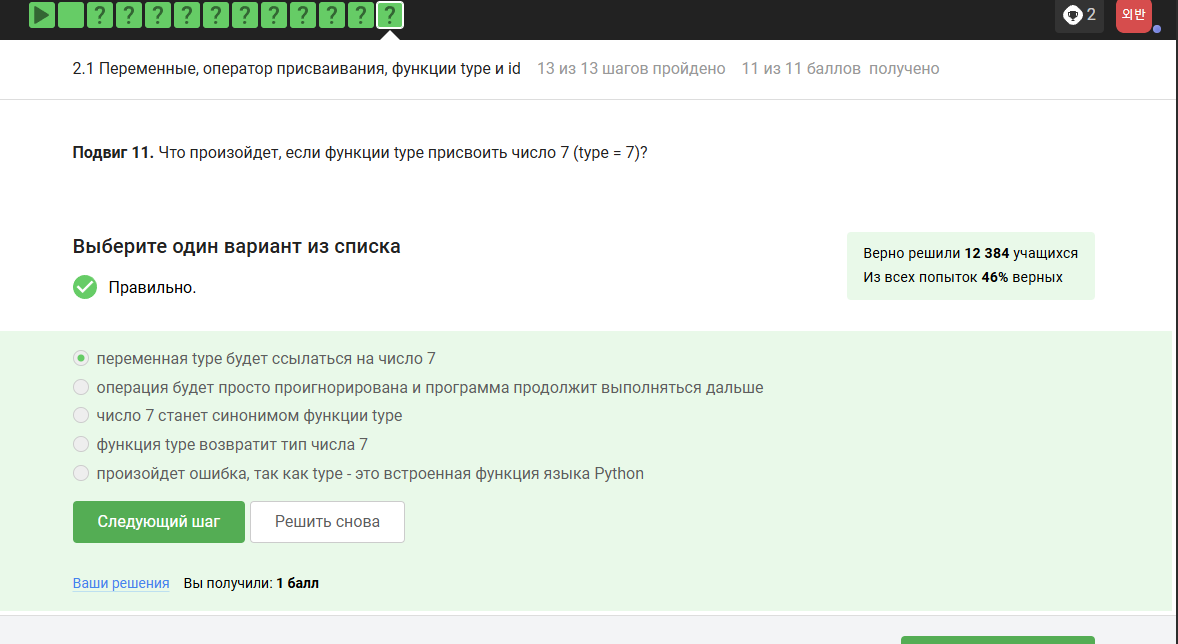 ? ? ? ? ? ? ? ? ? ? ?
2
외반
2.1 Переменные, оператор присваивания, функции type и id 13 из 13 шагов пройдено 11 из 11 баллов получено
Подвиг 11. Что произойдет, если функции type присвоить число 7 (type = 7)?
Выберите один вариант из списка
Верно решили 12 384 учащихся
Из всех попыток 46% верных
Правильно.
переменная type будет ссылаться на число 7
операция будет просто проигнорирована и программа продолжит выполняться дальше
число 7 станет синонимом функции type
функция type возвратит тип числа 7
произойдет ошибка, так как type - это встроенная функция языка Python
Следующий шаг
Решить снова
Ваши решения Вы получили: 1 балл